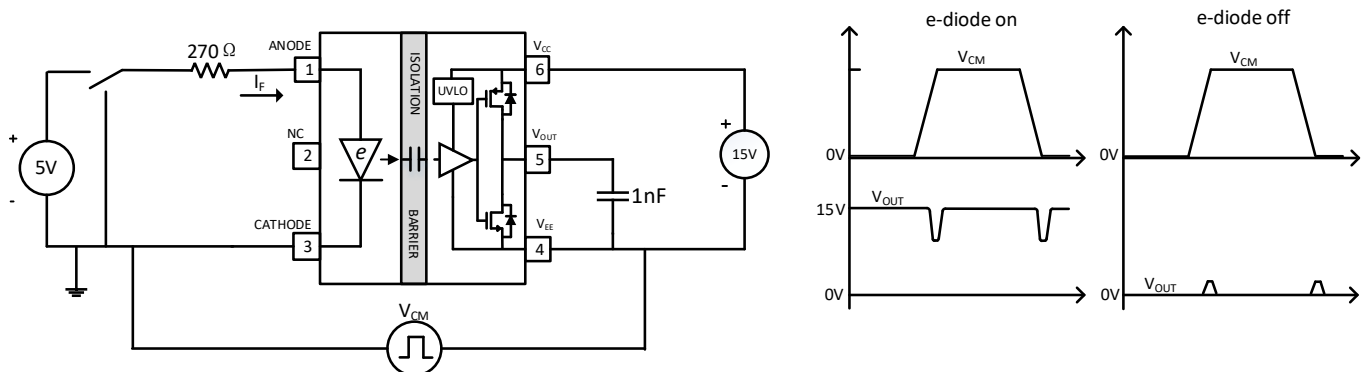 270 Ω
I_F
+
5V
-
ANODE
1
NC
2
CATHODE
3
e
ISOLATION
BARRIER
UVLO
V_CC
6
V_OUT
5
V_EE
4
1nF
+
15V
-
V_CM
e-diode on
V_CM
0V
15V
V_OUT
0V
e-diode off
V_CM
0V
V_OUT
0V